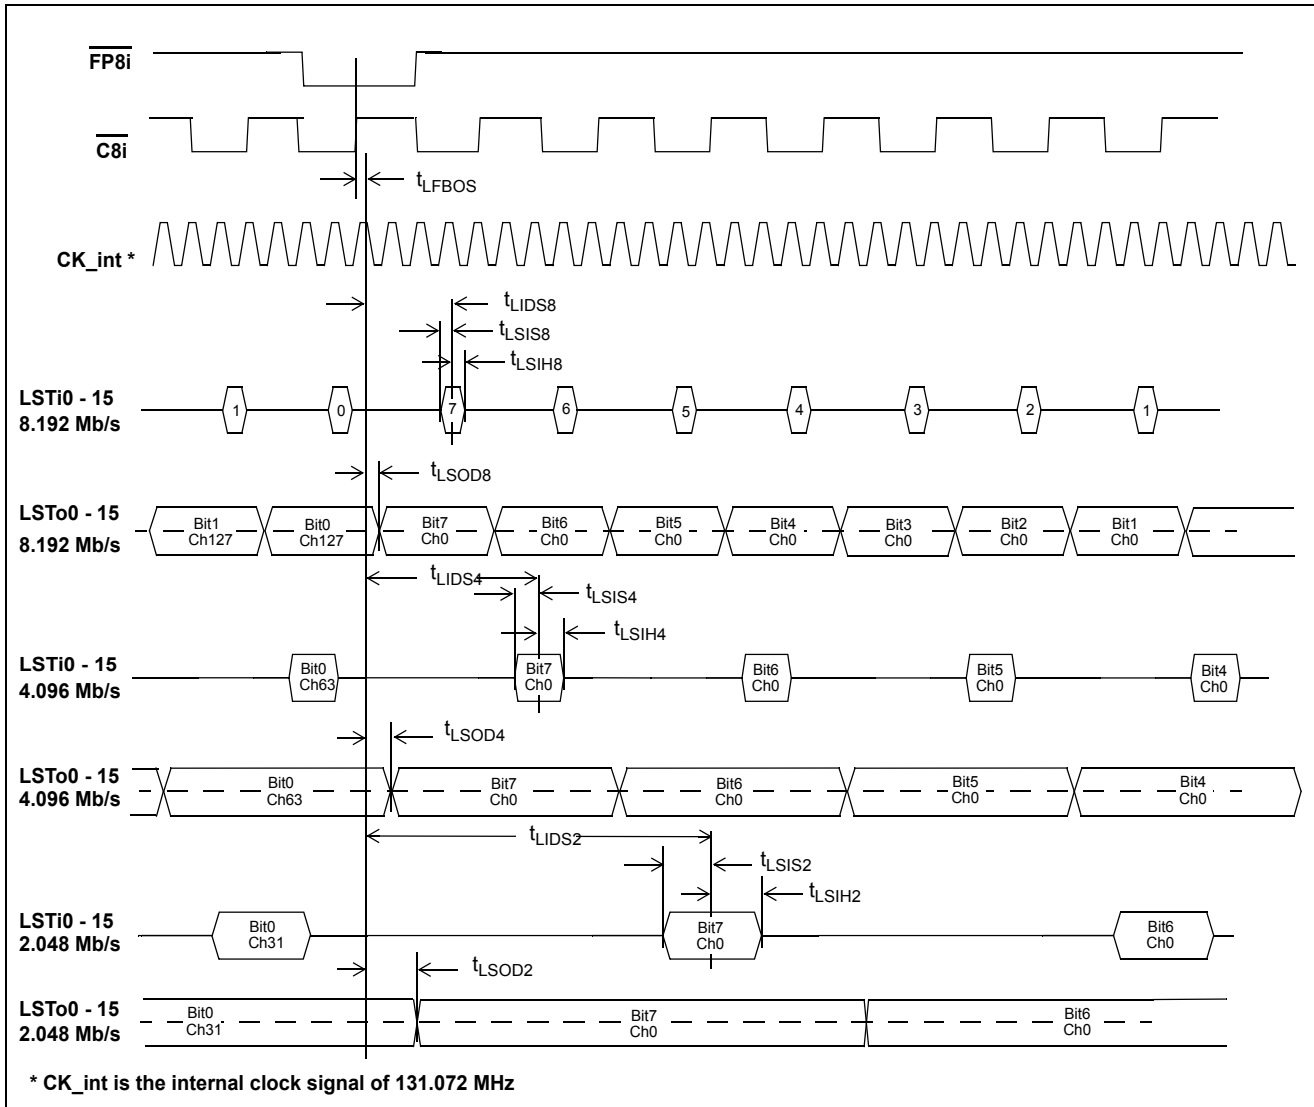 FP8i
C8i
tLFBOS
CK_int *
tLIDS8
tLSIS8
tLSIH8
LSTi0 - 15
8.192 Mb/s
1 0 7 6 5 4 3 2 1
tLSOD8
LSTo0 - 15
8.192 Mb/s
Bit1 Bit0 Bit7 Bit6 Bit5 Bit4 Bit3 Bit2 Bit1
Ch127 Ch127 Ch0 Ch0 Ch0 Ch0 Ch0 Ch0 Ch0
tLIDS4
tLSIS4
tLSIH4
LSTi0 - 15
4.096 Mb/s
Bit0 Bit7 Bit6 Bit5 Bit4
Ch63 Ch0 Ch0 Ch0 Ch0
tLSOD4
LSTo0 - 15
4.096 Mb/s
Bit0 Bit7 Bit6 Bit5 Bit4
Ch63 Ch0 Ch0 Ch0 Ch0
tLIDS2
tLSIS2
tLSIH2
LSTi0 - 15
2.048 Mb/s
Bit0 Bit7 Bit6
Ch31 Ch0 Ch0
tLSOD2
LSTo0 - 15
2.048 Mb/s
Bit0 Bit7 Bit6
Ch31 Ch0 Ch0
* CK_int is the internal clock signal of 131.072 MHz